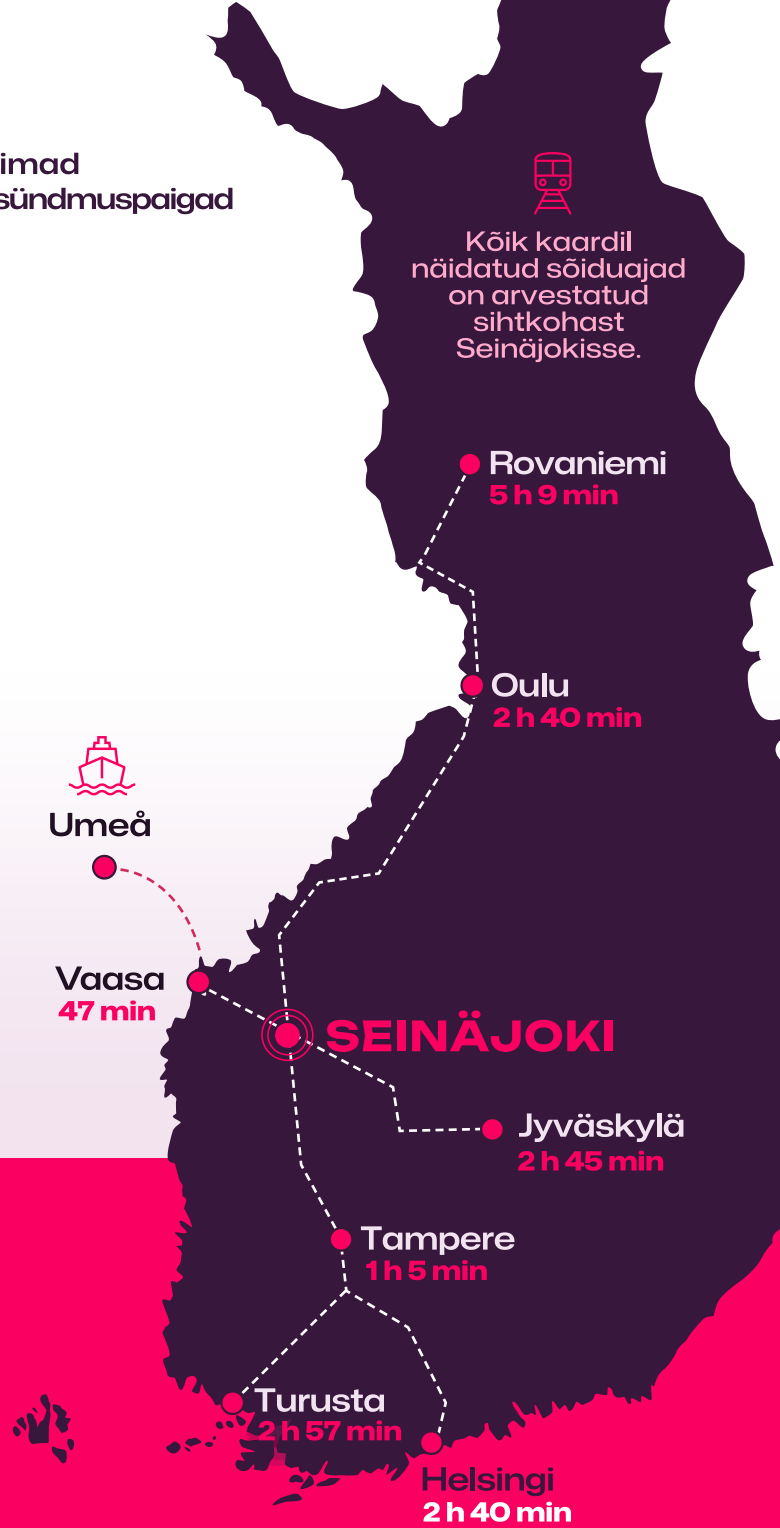 imad
sündmuspaigad
Kõik kaardil
näidatud sõiduajad
on arvestatud
sihtkohast
Seinäjokisse.
Rovaniemi
5 h 9 min
Oulu
2 h 40 min
Umeå
Vaasa
47 min
SEINÄJOKI
Jyväskylä
2 h 45 min
Tampere
1 h 5 min
Turusta
2 h 57 min
Helsingi
2 h 40 min